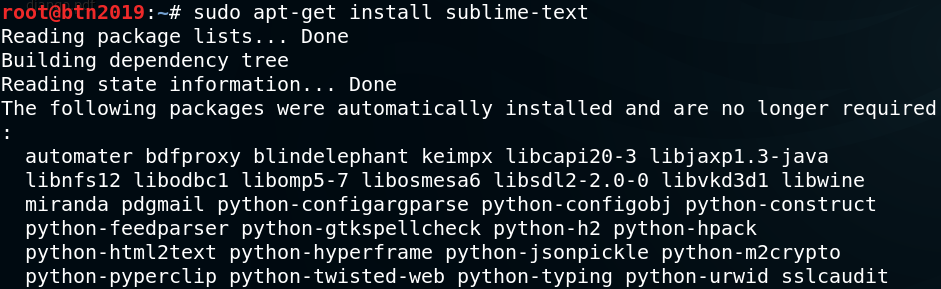 root@btn2019:~# sudo apt-get install sublime-text
Reading package lists... Done
Building dependency tree
Reading state information... Done
The following packages were automatically installed and are no longer required
:
  automater bdfproxy blindelephant keimpx libcapi20-3 libjaxp1.3-java
  libnfs12 libodbc1 libomp5-7 libosmesa6 libsdl2-2.0-0 libvkd3d1 libwine
  miranda pdgmail python-configargparse python-configobj python-construct
  python-feedparser python-gtkspellcheck python-h2 python-hpack
  python-html2text python-hyperframe python-jsonpickle python-m2crypto
  python-pyperclip python-twisted-web python-typing python-urwid sslcaudit